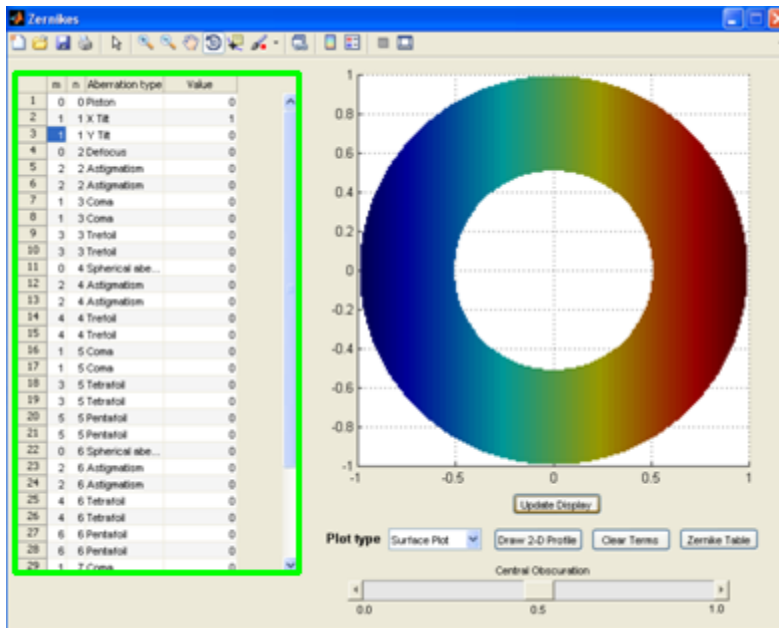 Zernikes
m n Aberration type Value
1 0 0 Piston 0
2 1 1 X Tilt 1
3 1 1 Y Tilt 0
4 0 2 Defocus 0
5 2 2 Astigmatism 0
6 2 2 Astigmatism 0
7 1 3 Coma 0
8 1 3 Coma 0
9 3 3 Trefoil 0
10 3 3 Trefoil 0
11 0 4 Spherical abe... 0
12 2 4 Astigmatism 0
13 2 4 Astigmatism 0
14 4 4 Trefoil 0
15 4 4 Trefoil 0
16 1 5 Coma 0
17 1 5 Coma 0
18 3 5 Tetrafoil 0
19 3 5 Tetrafoil 0
20 5 5 Pentafoil 0
21 5 5 Pentafoil 0
22 0 6 Spherical abe... 0
23 2 6 Astigmatism 0
24 2 6 Astigmatism 0
25 4 6 Tetrafoil 0
26 4 6 Tetrafoil 0
27 6 6 Pentafoil 0
28 6 6 Pentafoil 0
29 1 7 Coma 0
1
0.8
0.6
0.4
0.2
0
-0.2
-0.4
-0.6
-0.8
-1
-1 -0.5 0 0.5 1
Update Display
Plot type Surface Plot Draw 2-D Profile Clear Terms Zernike Table
Central Obscuration
0.0 0.5 1.0